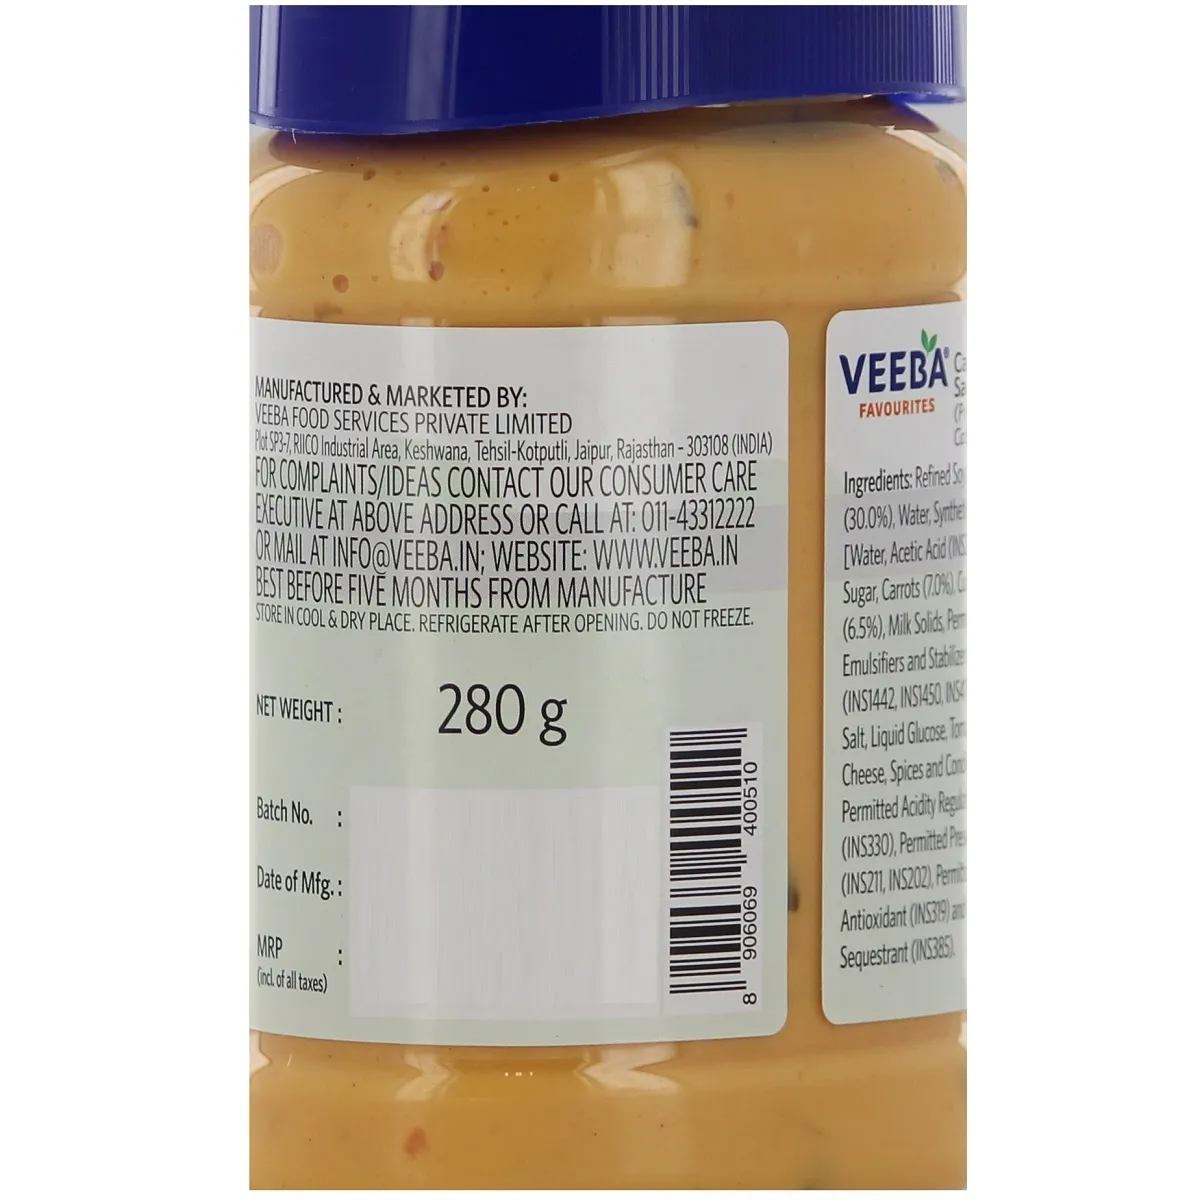 MANUFACTURED & MARKETED BY:
VEEBA FOOD SERVICES PRIVATE LIMITED
Plot SP3-7, RIICO Industrial Area, Keshwana, Tehsil-Kotputli, Jaipur, Rajasthan - 303108 (INDIA)
FOR COMPLAINTS/IDEAS CONTACT OUR CONSUMER CARE
EXECUTIVE AT ABOVE ADDRESS OR CALL AT: 011-43312222
OR MAIL AT INFO@VEEBA.IN; WEBSITE: WWW.VEEBA.IN
BEST BEFORE FIVE MONTHS FROM MANUFACTURE
STORE IN COOL & DRY PLACE. REFRIGERATE AFTER OPENING. DO NOT FREEZE.
NET WEIGHT : 280 g
Batch No. :
Date of Mfg. :
MRP :
(incl. of all taxes)
8 906069 400510
VEEBA®
FAVOURITES
Ingredients: Refined
(30.0%), Water,
[Water, Acetic Acid
Sugar, Carrots (7.0%),
(6.5%), Milk Solids,
Emulsifiers and
(INS1442, INS1450,
Salt, Liquid Glucose,
Cheese, Spices and
Permitted Acidity
(INS330), Permitted
(INS211, INS202),
Antioxidant (INS319) and
Sequestrant (INS385).